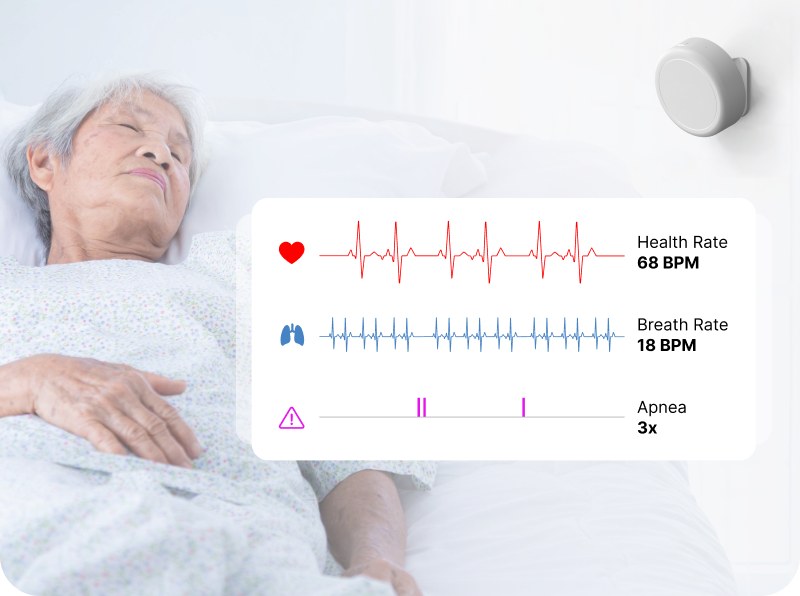 Health Rate
68 BPM
Breath Rate
18 BPM
Apnea
3x